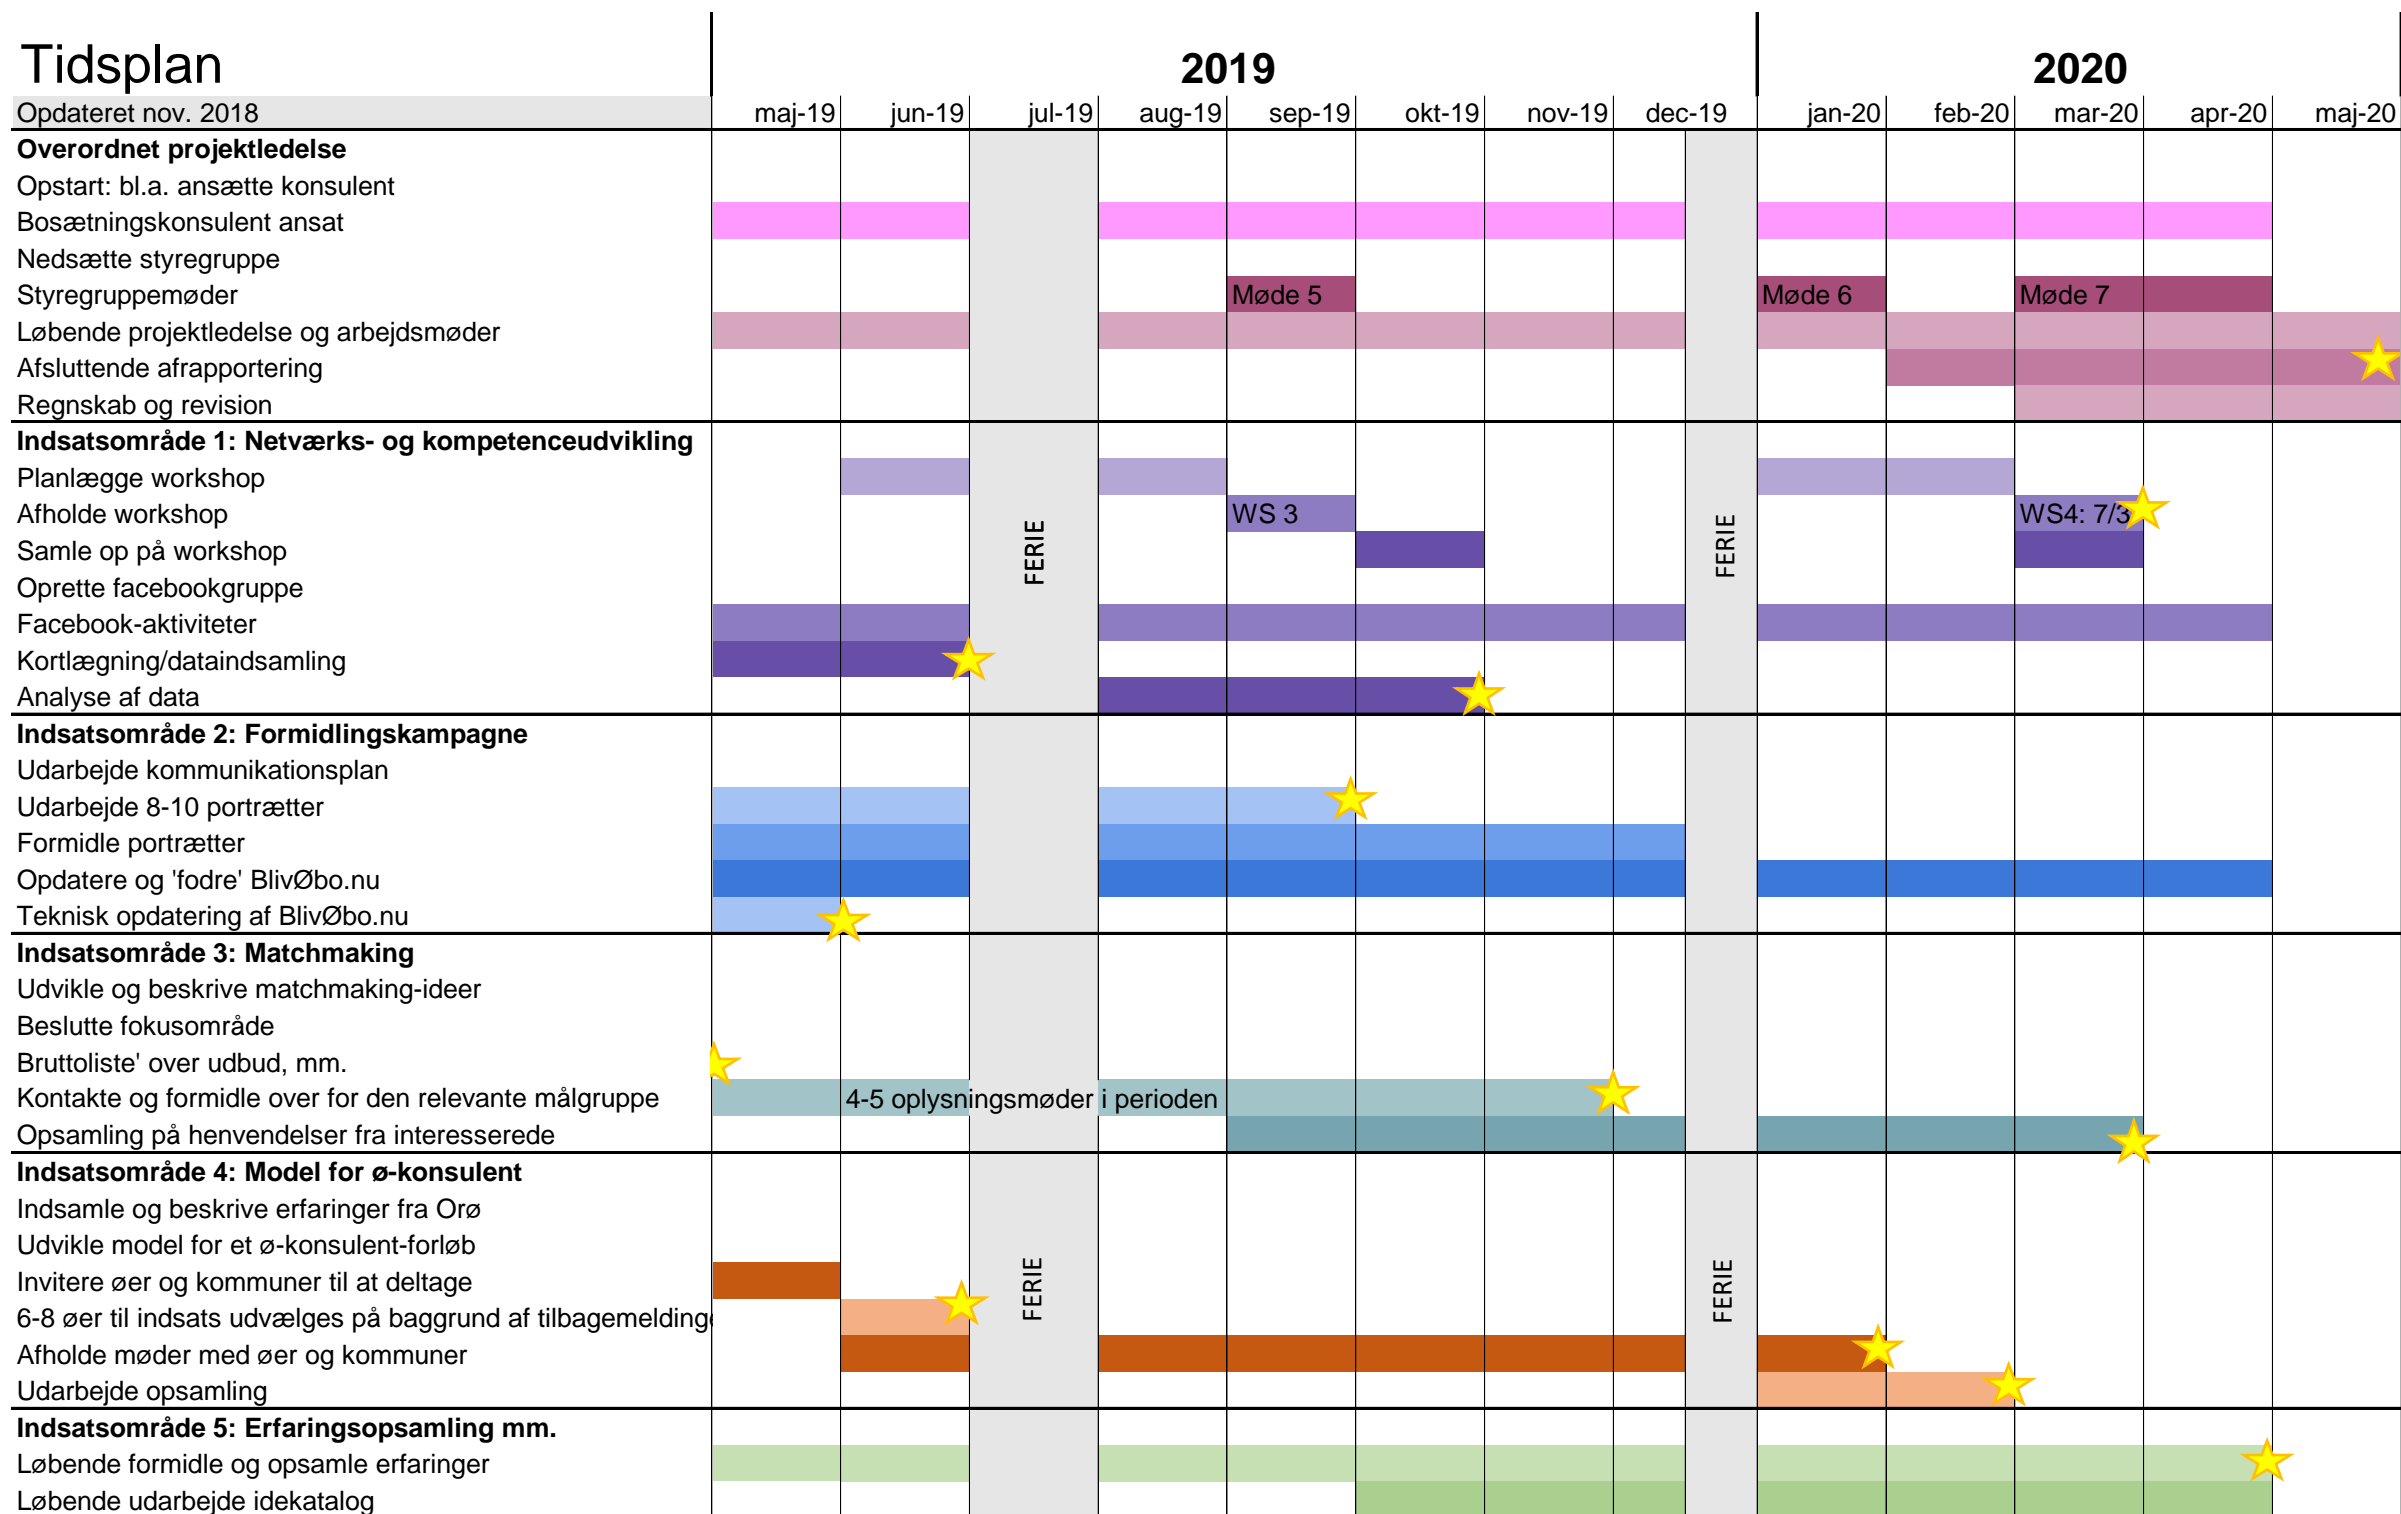 Tidsplan
2019
2020
Opdateret nov. 2018
maj-19
jun-19
jul-19
aug-19
sep-19
okt-19
nov-19
dec-19
jan-20
feb-20
mar-20
apr-20
maj-20
Overordnet projektledelse
Opstart: bl.a. ansætte konsulent
Bosætningskonsulent ansat
Nedsætte styregruppe
Styregruppemøder
Møde 5
Møde 6
Møde 7
Løbende projektledelse og arbejdsmøder
Afsluttende afrapportering
Regnskab og revision
Indsatsområde 1: Netværks- og kompetenceudvikling
Planlægge workshop
Afholde workshop
WS 3
WS4: 7/3
FERIE
FERIE
Samle op på workshop
Oprette facebookgruppe
Facebook-aktiviteter
Kortlægning/dataindsamling
Analyse af data
Indsatsområde 2: Formidlingskampagne
Udarbejde kommunikationsplan
Udarbejde 8-10 portrætter
Formidle portrætter
Opdatere og 'fodre' BlivØbo.nu
Teknisk opdatering af BlivØbo.nu
Indsatsområde 3: Matchmaking
Udvikle og beskrive matchmaking-ideer
Beslutte fokusområde
Bruttoliste' over udbud, mm.
Kontakte og formidle over for den relevante målgruppe
4-5 oplysningsmøder i perioden
Opsamling på henvendelser fra interesserede
Indsatsområde 4: Model for ø-konsulent
Indsamle og beskrive erfaringer fra Orø
Udvikle model for et ø-konsulent-forløb
Invitere øer og kommuner til at deltage
FERIE
FERIE
6-8 øer til indsats udvælges på baggrund af tilbagemeldinge
Afholde møder med øer og kommuner
Udarbejde opsamling
Indsatsområde 5: Erfaringsopsamling mm.
Løbende formidle og opsamle erfaringer
Løbende udarbejde idekatalog